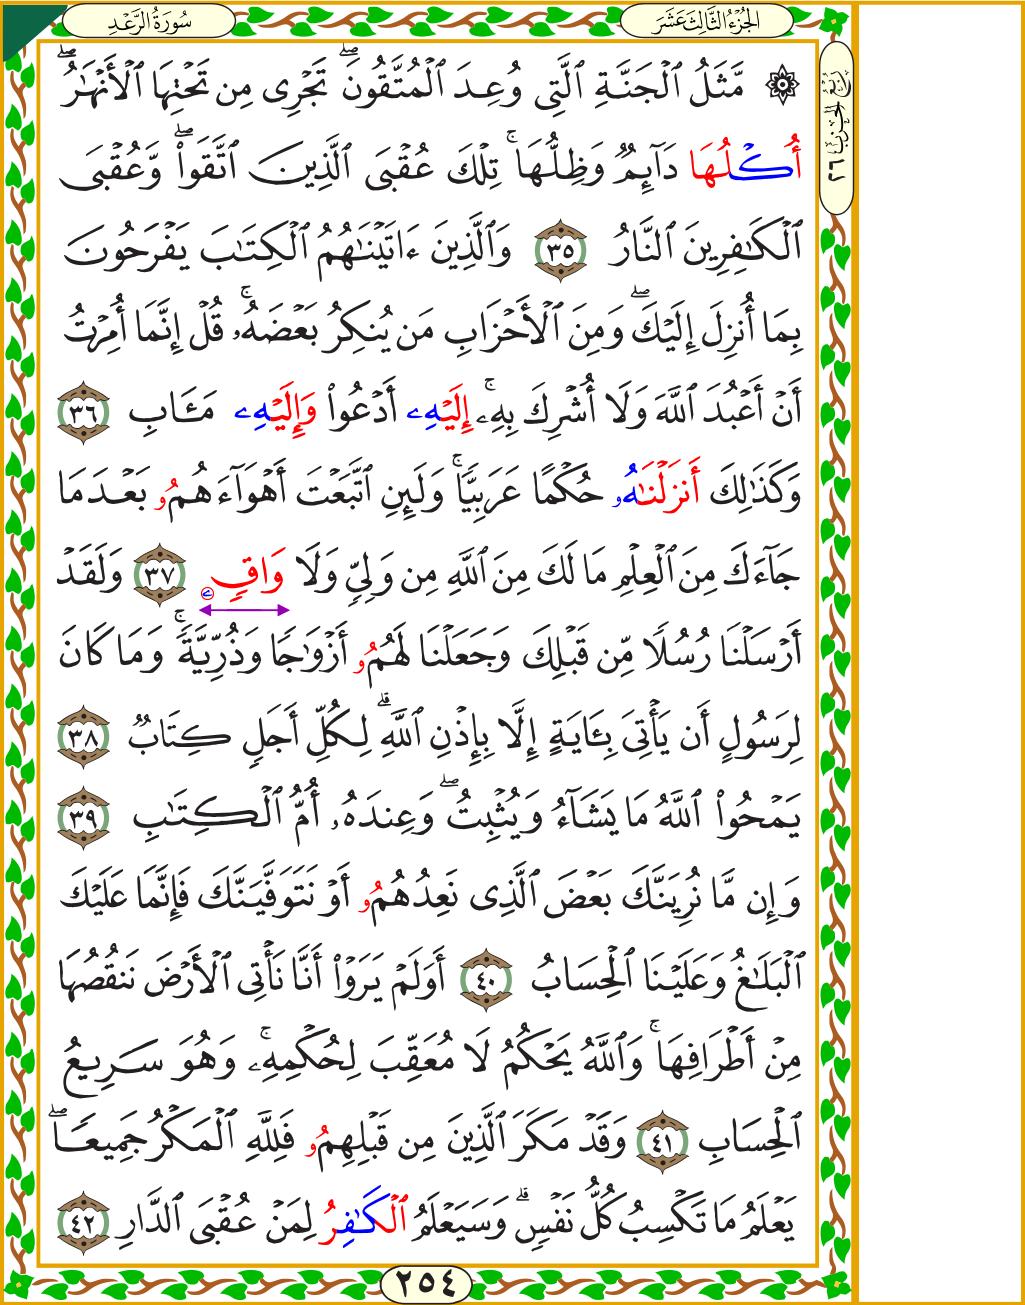 سُورَةُ الرَّعْدِ
الجُزْءُ الثَّالِثَ عَشَرَ
رُبْعُ الحِزْبِ ٢٦
۞ مَّثَلُ ٱلْجَنَّةِ ٱلَّتِى وُعِدَ ٱلْمُتَّقُونَۖ تَجْرِى مِن تَحْتِهَا ٱلْأَنْهَـٰرُۖ
أُكْلُهَا دَآئِمٌ وَظِلُّهَاۚ تِلْكَ عُقْبَى ٱلَّذِينَ ٱتَّقَوا۟ۖ وَّعُقْبَى
ٱلْكَـٰفِرِينَ ٱلنَّارُ ٣٥ وَٱلَّذِينَ ءَاتَيْنَـٰهُمُ ٱلْكِتَـٰبَ يَفْرَحُونَ
بِمَا أُنزِلَ إِلَيْكَۖ وَمِنَ ٱلْأَحْزَابِ مَن يُنكِرُ بَعْضَهُۥۚ قُلْ إِنَّمَا أُمِرْتُ
أَنْ أَعْبُدَ ٱللَّهَ وَلَا أُشْرِكَ بِهِۦۚ إِلَيْهِۦ أَدْعُوا۟ وَإِلَيْهِۦ مَـَٔابِ ٣٦
وَكَذَٰلِكَ أَنزَلْنَـٰهُۥ حُكْمًا عَرَبِيًّاۚ وَلَئِنِ ٱتَّبَعْتَ أَهْوَآءَهُمُۥ بَعْدَمَا
جَآءَكَ مِنَ ٱلْعِلْمِ مَا لَكَ مِنَ ٱللَّهِ مِن وَلِىٍّ وَلَا وَاقٍۦ ٣٧ وَلَقَدْ
أَرْسَلْنَا رُسُلًا مِّن قَبْلِكَ وَجَعَلْنَا لَهُمُۥ أَزْوَٰجًا وَذُرِّيَّةًۚ وَمَا كَانَ
لِرَسُولٍ أَن يَأْتِىَ بِـَٔايَةٍ إِلَّا بِإِذْنِ ٱللَّهِۗ لِكُلِّ أَجَلٍ كِتَابٌ ٣٨
يَمْحُوا۟ ٱللَّهُ مَا يَشَآءُ وَيُثْبِتُۖ وَعِندَهُۥ أُمُّ ٱلْكِتَـٰبِ ٣٩
وَإِن مَّا نُرِيَنَّكَ بَعْضَ ٱلَّذِى نَعِدُهُمُۥ أَوْ نَتَوَفَّيَنَّكَ فَإِنَّمَا عَلَيْكَ
ٱلْبَلَـٰغُ وَعَلَيْنَا ٱلْحِسَابُ ٤٠ أَوَلَمْ يَرَوْا۟ أَنَّا نَأْتِى ٱلْأَرْضَ نَنقُصُهَا
مِنْ أَطْرَافِهَاۚ وَٱللَّهُ يَحْكُمُ لَا مُعَقِّبَ لِحُكْمِهِۦۚ وَهُوَ سَرِيعُ
ٱلْحِسَابِ ٤١ وَقَدْ مَكَرَ ٱلَّذِينَ مِن قَبْلِهِمُۥ فَلِلَّهِ ٱلْمَكْرُ جَمِيعًاۖ
يَعْلَمُ مَا تَكْسِبُ كُلُّ نَفْسٍۗ وَسَيَعْلَمُ ٱلْكَـٰفِرُ لِمَنْ عُقْبَى ٱلدَّارِ ٤٢
٢٥٤